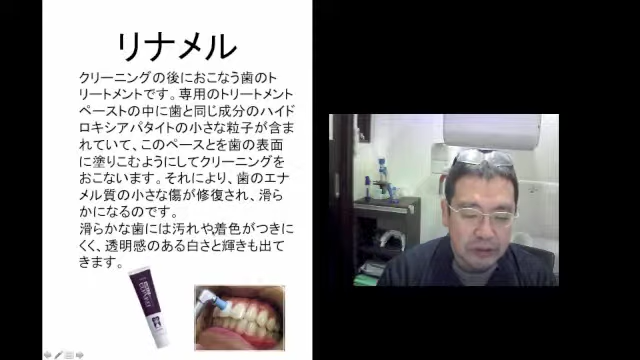 リナメル
クリーニングの後におこなう歯のト
リートメントです。専用のトリートメント
ペーストの中に歯と同じ成分のハイド
ロキシアパタイトの小さな粒子が含ま
れていて、このペースとを歯の表面
に塗りこむようにしてクリーニングを
おこないます。それにより、歯のエナ
メル質の小さな傷が修復され、滑ら
かになるのです。
滑らかな歯には汚れや着色がつきに
くく、透明感のある白さと輝きも出て
きます。